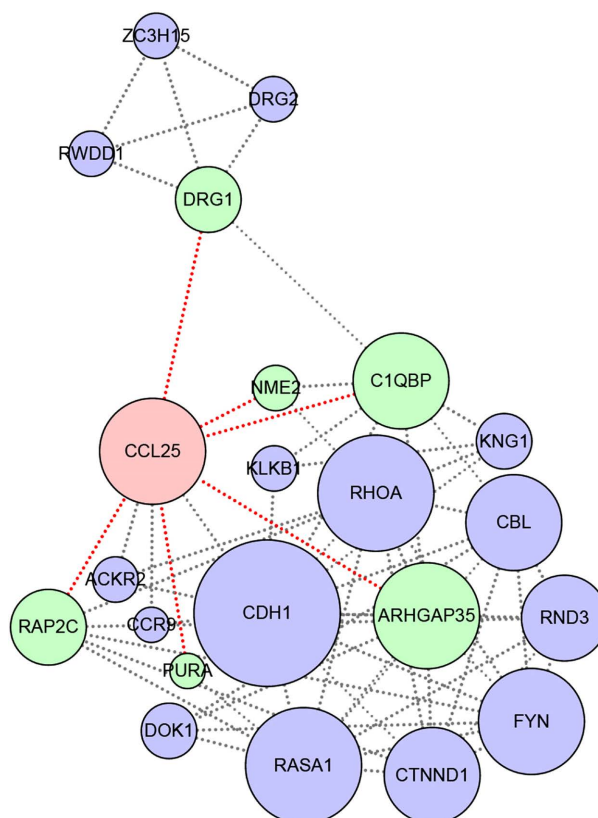 ZC3H15
DRG2
RWDD1
DRG1
NME2
C1QBP
CCL25
KNG1
KLKB1
RHOA
CBL
ACKR2
CDH1
ARHGAP35
RND3
RAP2C
CCR9
PURA
DOK1
FYN
RASA1
CTNND1